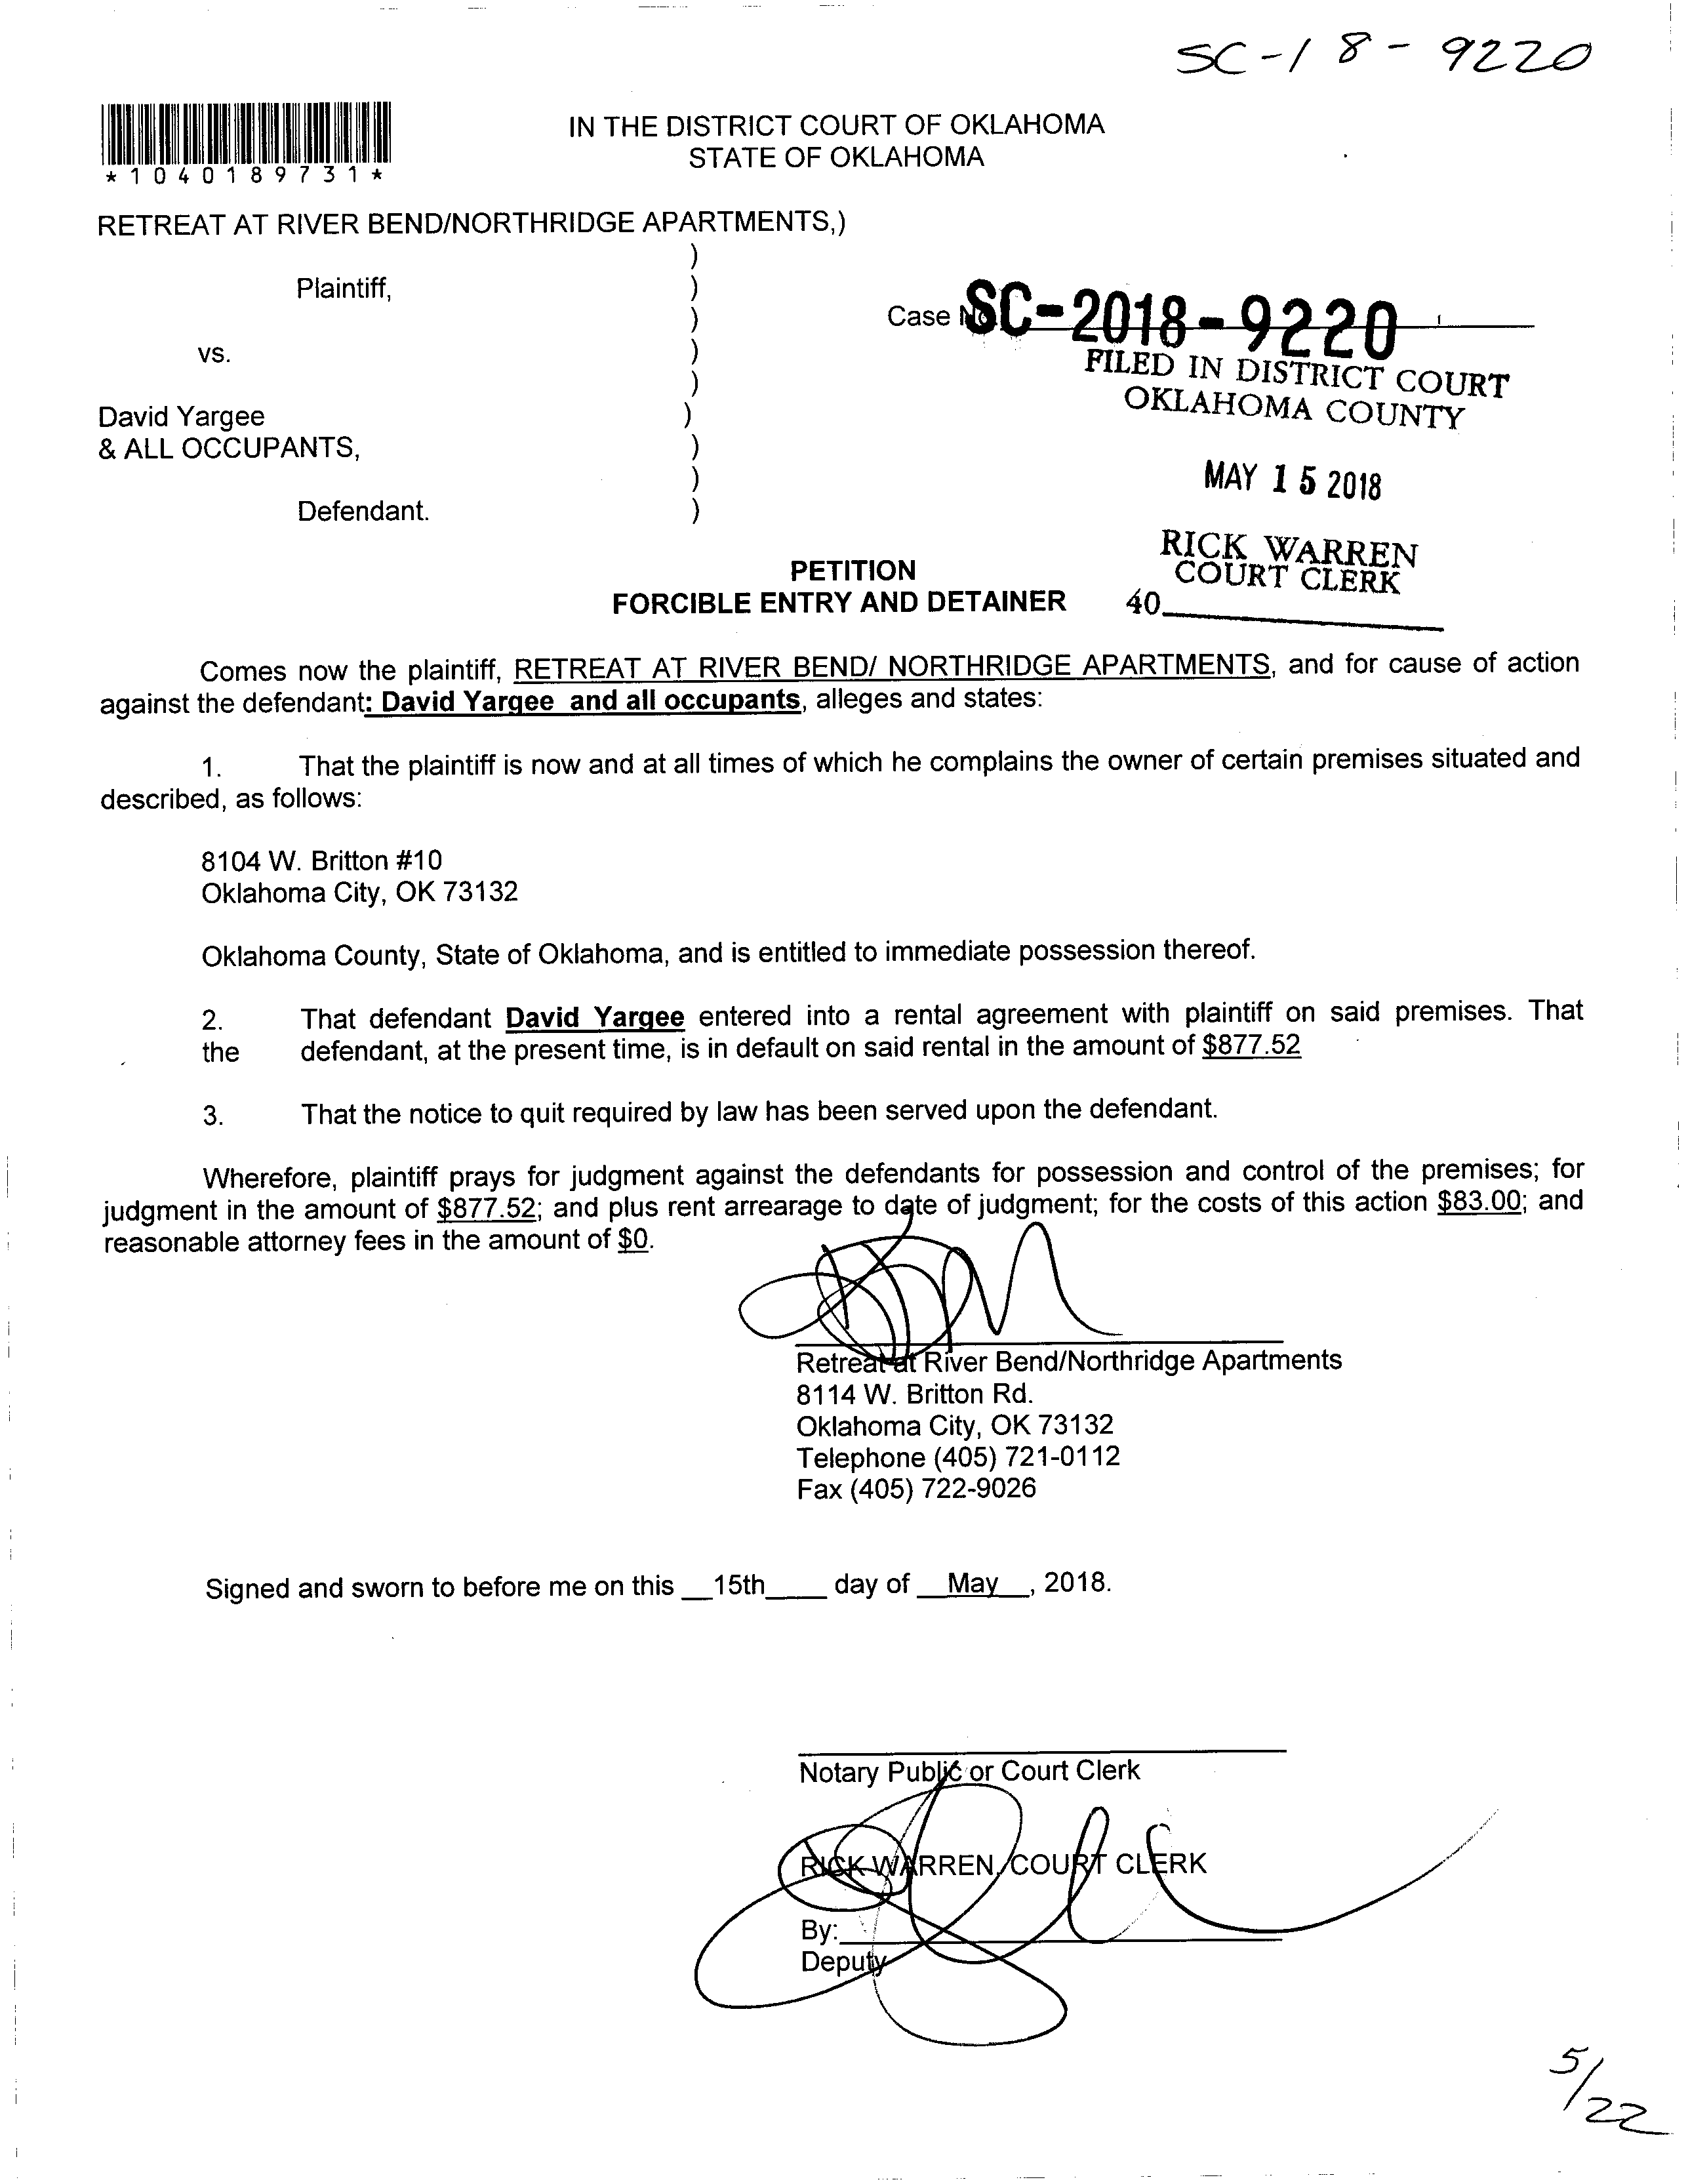 SC-18-9220
*1040189731*
IN THE DISTRICT COURT OF OKLAHOMA
STATE OF OKLAHOMA
RETREAT AT RIVER BEND/NORTHRIDGE APARTMENTS,)
)
Plaintiff, )
)
vs. )
)
David Yargee )
& ALL OCCUPANTS, )
)
Defendant. )
Case No. SC-2018-9220
FILED IN DISTRICT COURT
OKLAHOMA COUNTY
MAY 15 2018
RICK WARREN
COURT CLERK
40
PETITION
FORCIBLE ENTRY AND DETAINER
Comes now the plaintiff, RETREAT AT RIVER BEND/ NORTHRIDGE APARTMENTS, and for cause of action
against the defendant: David Yargee and all occupants, alleges and states:
1. That the plaintiff is now and at all times of which he complains the owner of certain premises situated and
described, as follows:
8104 W. Britton #10
Oklahoma City, OK 73132
Oklahoma County, State of Oklahoma, and is entitled to immediate possession thereof.
2. That defendant David Yargee entered into a rental agreement with plaintiff on said premises. That
the defendant, at the present time, is in default on said rental in the amount of $877.52
3. That the notice to quit required by law has been served upon the defendant.
Wherefore, plaintiff prays for judgment against the defendants for possession and control of the premises; for
judgment in the amount of $877.52; and plus rent arrearage to date of judgment; for the costs of this action $83.00; and
reasonable attorney fees in the amount of $0.
Retreat at River Bend/Northridge Apartments
8114 W. Britton Rd.
Oklahoma City, OK 73132
Telephone (405) 721-0112
Fax (405) 722-9026
Signed and sworn to before me on this __15th____ day of __May__, 2018.
Notary Public or Court Clerk
RICK WARREN, COURT CLERK
By:
Deputy
5/22